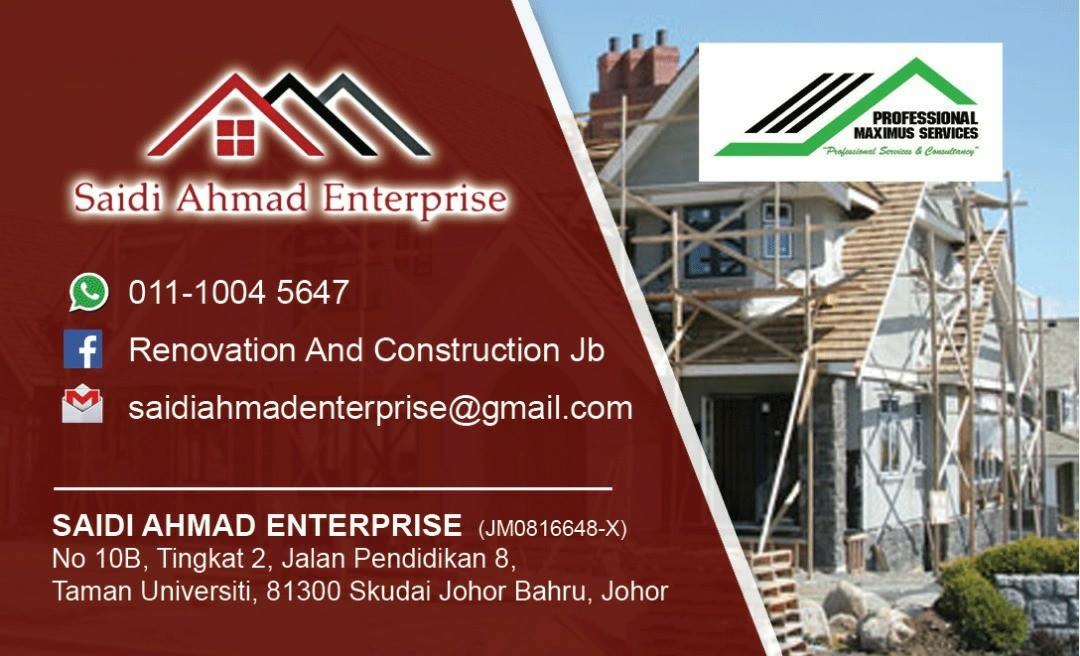 Saidi Ahmad Enterprise
011-1004 5647
Renovation And Construction Jb
saidiahmadenterprise@gmail.com
SAIDI AHMAD ENTERPRISE (JM0816648-X)
No 10B, Tingkat 2, Jalan Pendidikan 8,
Taman Universiti, 81300 Skudai Johor Bahru, Johor
PROFESSIONAL
MAXIMUS SERVICES
"Professional Services & Consultancy"